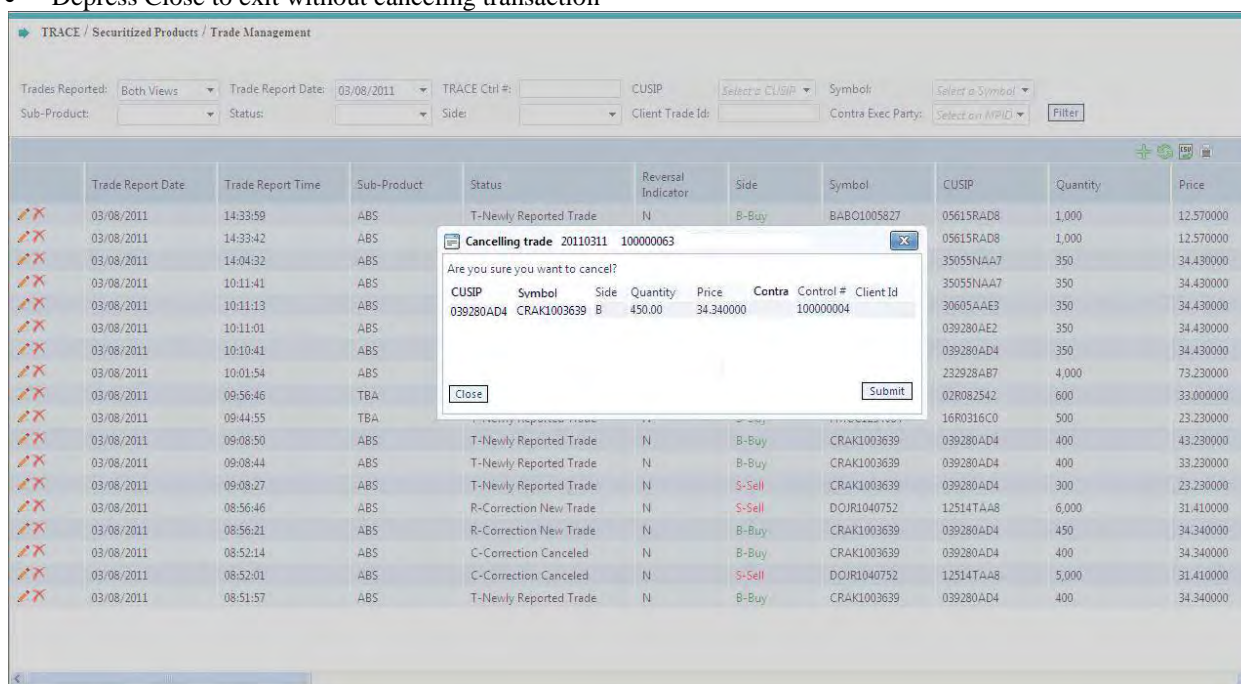 • Depress Close to exit without cancelling transaction
TRACE / Securitized Products / Trade Management
Trades Reported: Both Views Trade Report Date: 03/08/2011 TRACE Ctrl #: CUSIP Select a CUSIP Symbol: Select a Symbol
Sub-Product: Status: Side: Client Trade Id: Contra Exec Party: Select an MPID Filter
Trade Report Date Trade Report Time Sub-Product Status Reversal Indicator Side Symbol CUSIP Quantity Price
03/08/2011 14:33:59 ABS T-Newly Reported Trade N B-Buy BABO1005827 05615RAD8 1,000 12.570000
03/08/2011 14:33:42 ABS 05615RAD8 1,000 12.570000
03/08/2011 14:04:32 ABS 35055NAA7 350 34.430000
03/08/2011 10:11:41 ABS 35055NAA7 350 34.430000
03/08/2011 10:11:13 ABS 30605AAE3 350 34.430000
03/08/2011 10:11:01 ABS 039280AE2 350 34.430000
03/08/2011 10:10:41 ABS 039280AD4 350 34.430000
03/08/2011 10:01:54 ABS 232928AB7 4,000 73.230000
03/08/2011 09:56:46 TBA 02R082542 600 33.000000
03/08/2011 09:44:55 TBA 16R0316C0 500 23.230000
03/08/2011 09:08:50 ABS T-Newly Reported Trade N B-Buy CRAK1003639 039280AD4 400 43.230000
03/08/2011 09:08:44 ABS T-Newly Reported Trade N B-Buy CRAK1003639 039280AD4 400 33.230000
03/08/2011 09:08:27 ABS T-Newly Reported Trade N S-Sell CRAK1003639 039280AD4 300 23.230000
03/08/2011 08:56:46 ABS R-Correction New Trade N S-Sell DOJR1040752 12514TAA8 6,000 31.410000
03/08/2011 08:56:21 ABS R-Correction New Trade N B-Buy CRAK1003639 039280AD4 450 34.340000
03/08/2011 08:52:14 ABS C-Correction Canceled N B-Buy CRAK1003639 039280AD4 400 34.340000
03/08/2011 08:52:01 ABS C-Correction Canceled N S-Sell DOJR1040752 12514TAA8 5,000 31.410000
03/08/2011 08:51:57 ABS T-Newly Reported Trade N B-Buy CRAK1003639 039280AD4 400 34.340000
Cancelling trade 20110311 100000063
Are you sure you want to cancel?
CUSIP Symbol Side Quantity Price Contra Control # Client Id
039280AD4 CRAK1003639 B 450.00 34.340000 100000004
Close Submit